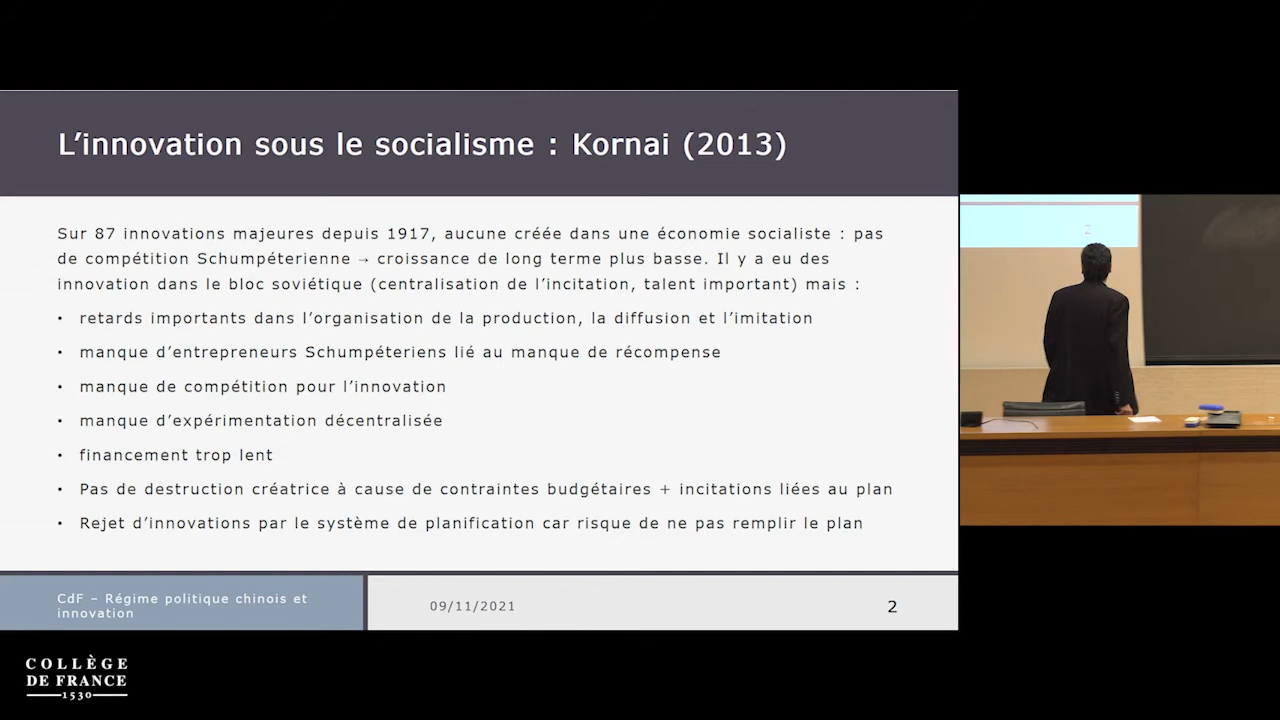 L’innovation sous le socialisme : Kornai (2013)
Sur 87 innovations majeures depuis 1917, aucune créée dans une économie socialiste : pas
de compétition Schumpéterienne → croissance de long terme plus basse. Il y a eu des
innovation dans le bloc soviétique (centralisation de l’incitation, talent important) mais :
• retards importants dans l’organisation de la production, la diffusion et l’imitation
• manque d’entrepreneurs Schumpéteriens lié au manque de récompense
• manque de compétition pour l’innovation
• manque d’expérimentation décentralisée
• financement trop lent
• Pas de destruction créatrice à cause de contraintes budgétaires + incitations liées au plan
• Rejet d’innovations par le système de planification car risque de ne pas remplir le plan
CdF – Régime politique chinois et
innovation
09/11/2021
2
COLLÈGE
DE FRANCE
1530